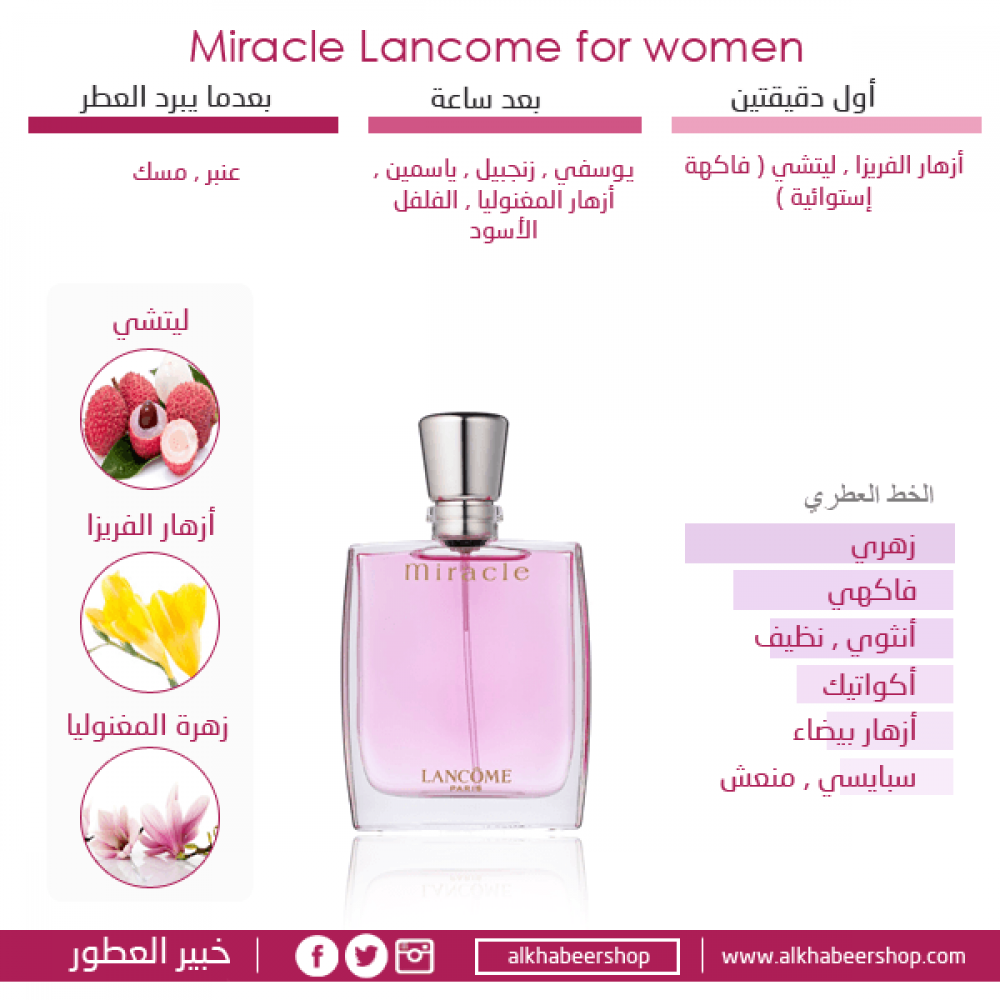 Miracle Lancome for women
أول دقيقتين
بعد ساعة
بعدما يبرد العطر
أزهار الفريزا , ليتشي ( فاكهة
إستوائية )
يوسفي , زنجبيل , ياسمين ,
أزهار المغنوليا , الفلفل
الأسود
عنبر , مسك
ليتشي
أزهار الفريزا
زهرة المغنوليا
miracle
LANCÔME
PARIS
الخط العطري
زهري
فاكهي
أنثوي , نظيف
أكواتيك
أزهار بيضاء
سبايسي , منعش
خبير العطور
alkhabeershop
www.alkhabeershop.com